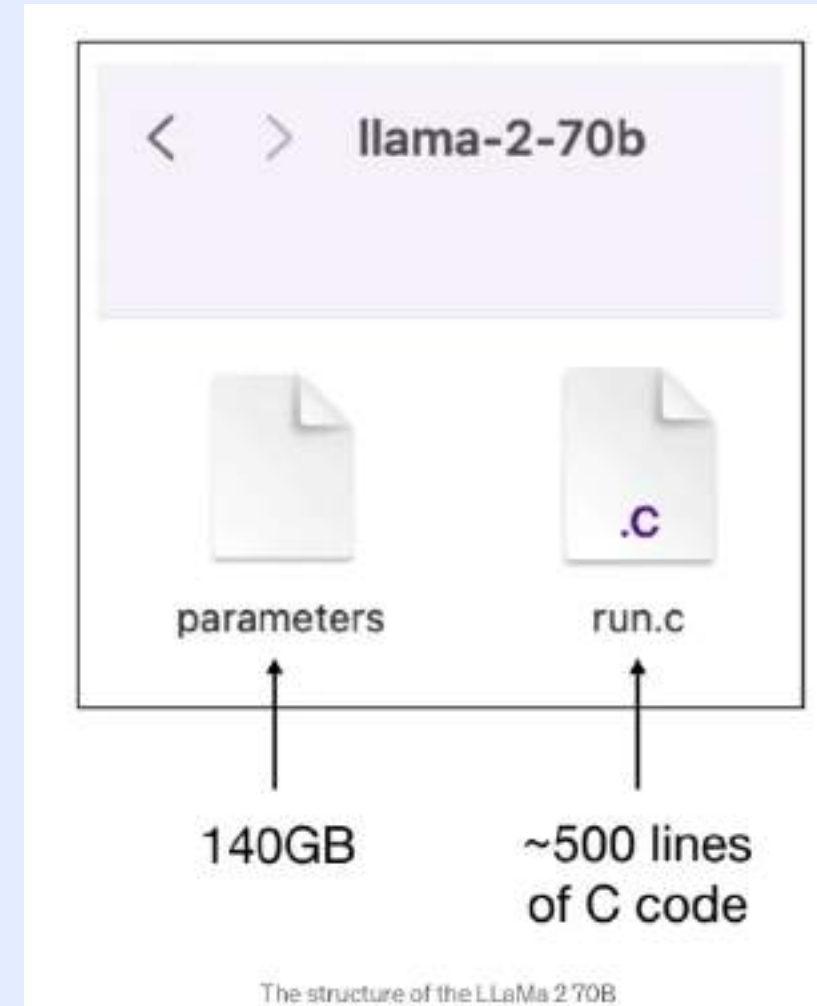 llama-2-70b
.C
parameters
run.c
140GB
~500 lines
of C code
The structure of the LLaMa 2 70B